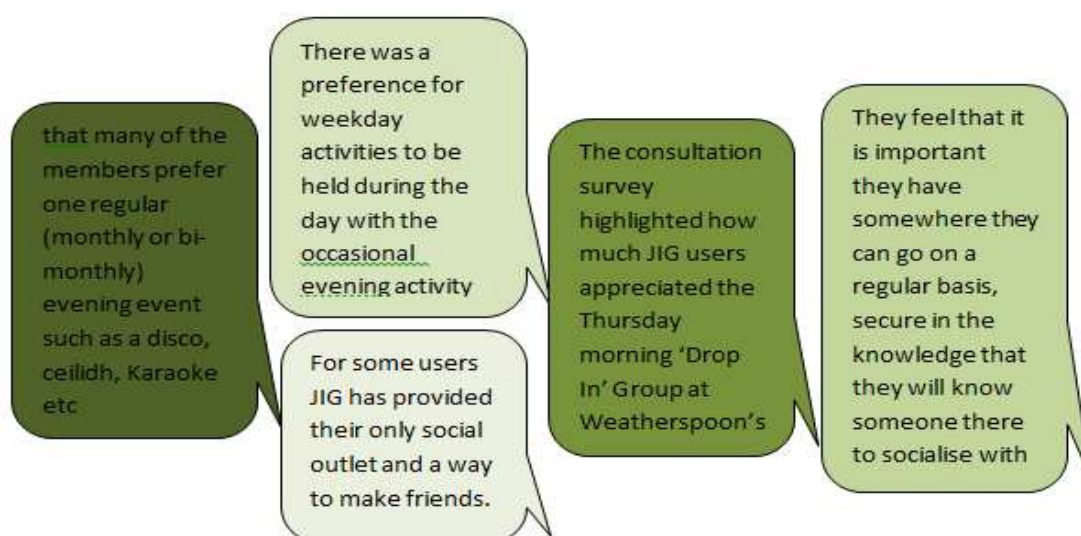 that many of the
members prefer
one regular
(monthly or bi-
monthly)
evening event
such as a disco,
ceilidh, Karaoke
etc
There was a
preference for
weekday
activities to be
held during the
day with the
occasional
evening activity
For some users
JIG has provided
their only social
outlet and a way
to make friends.
The consultation
survey
highlighted how
much JIG users
appreciated the
Thursday
morning ‘Drop
In’ Group at
Weatherspoon’s
They feel that it
is important
they have
somewhere they
can go on a
regular basis,
secure in the
knowledge that
they will know
someone there
to socialise with